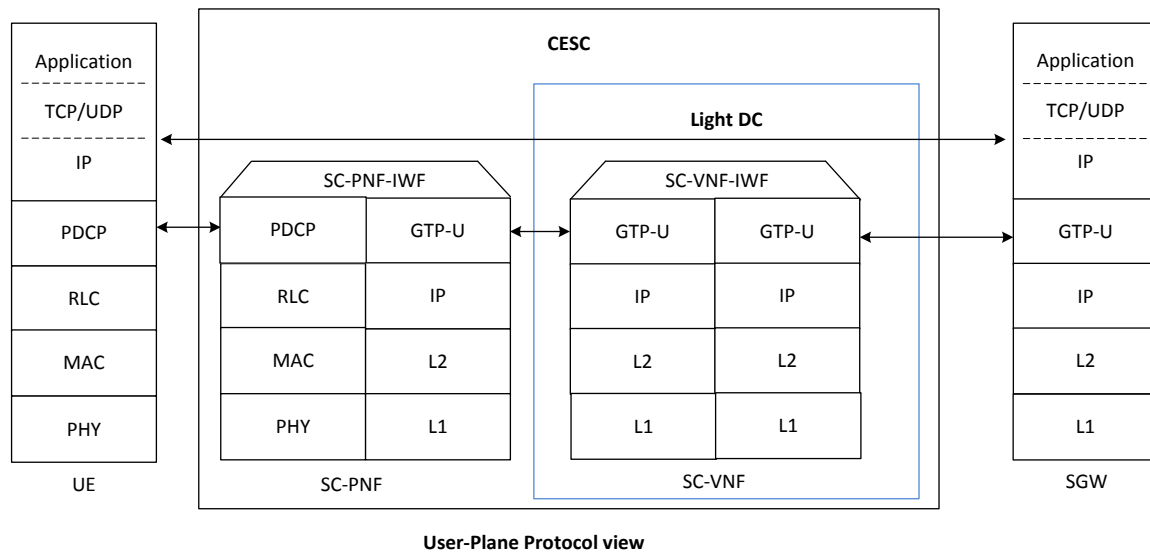 CESC
Light DC
Application
TCP/UDP
IP
PDCP
RLC
MAC
PHY
UE
SC-PNF-IWF
PDCP GTP-U
RLC IP
MAC L2
PHY L1
SC-PNF
SC-VNF-IWF
GTP-U GTP-U
IP IP
L2 L2
L1 L1
SC-VNF
Application
TCP/UDP
IP
GTP-U
IP
L2
L1
SGW
User-Plane Protocol view